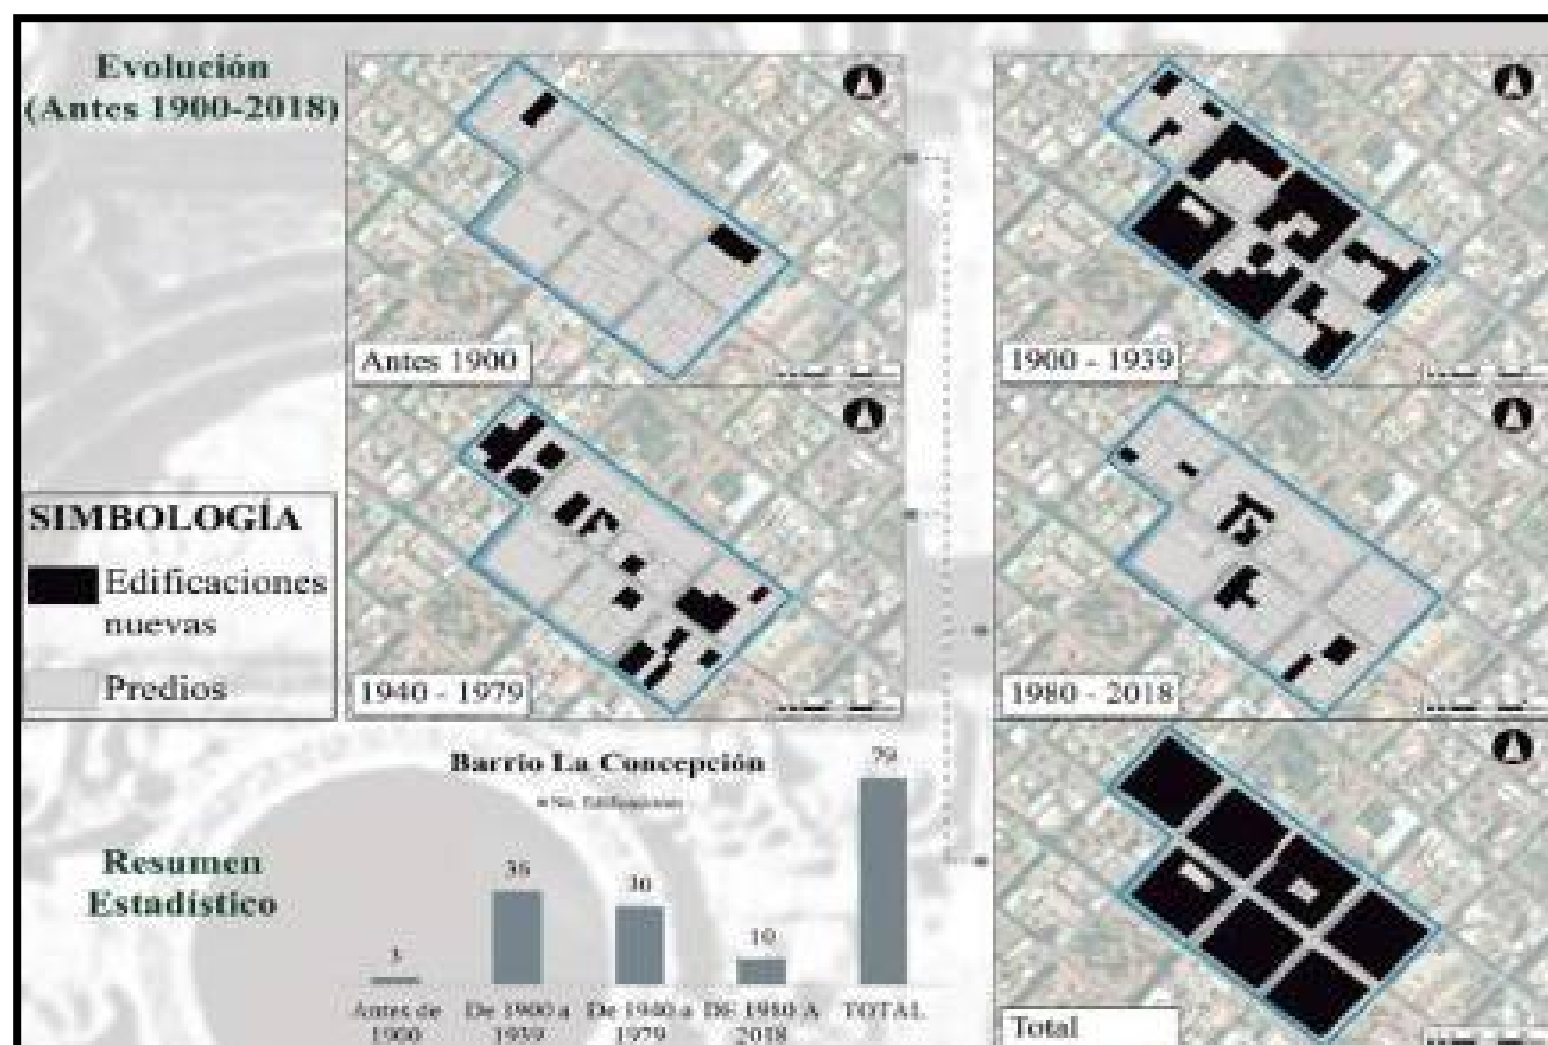 Evolución
(Antes 1900-2018)
Antes 1900
1900 - 1939
1940 - 1979
1980 - 2018
SIMBOLOGÍA
Edificaciones
nuevas
Predios
Barrio La Concepción
No. Edificaciones
Resumen
Estadístico
3
36
30
10
79
Antes de
1900
De 1900 a
1939
De 1940 a
1979
DE 1980 A
2018
TOTAL
Total